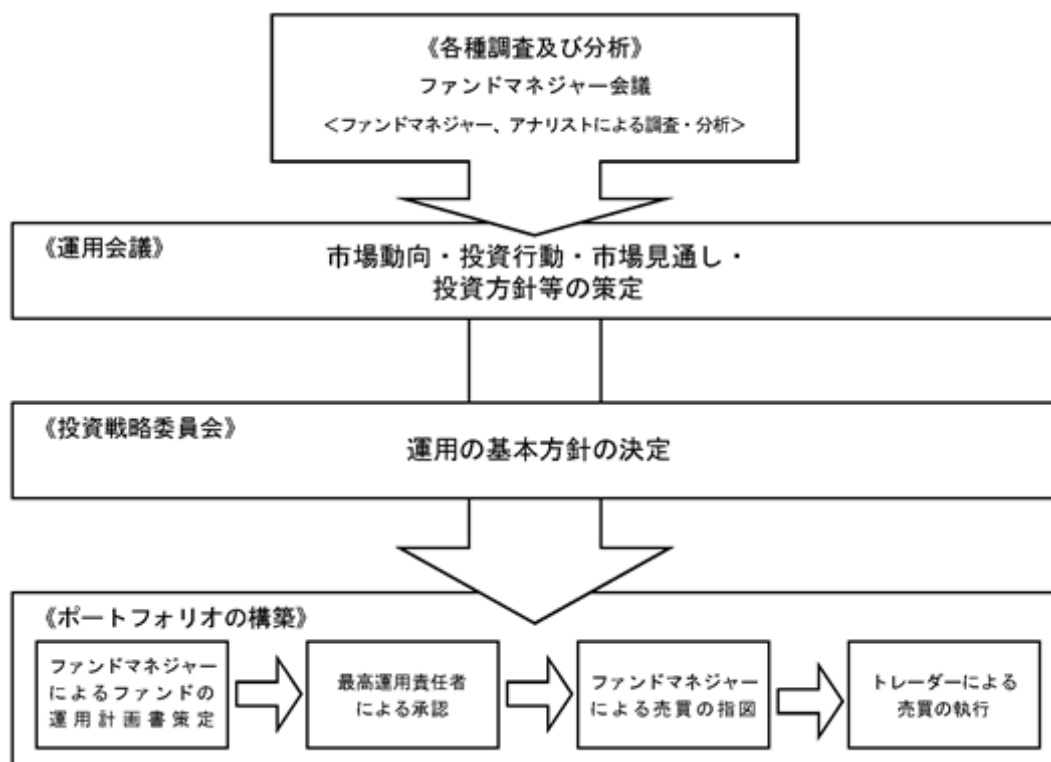 《各種調査及び分析》
ファンドマネジャー会議
<ファンドマネジャー、アナリストによる調査・分析>
《運用会議》
市場動向・投資行動・市場見通し・
投資方針等の策定
《投資戦略委員会》
運用の基本方針の決定
《ポートフォリオの構築》
ファンドマネジャー
によるファンドの
運用計画書策定
最高運用責任者
による承認
ファンドマネジャー
による売買の指図
トレーダーによる
売買の執行